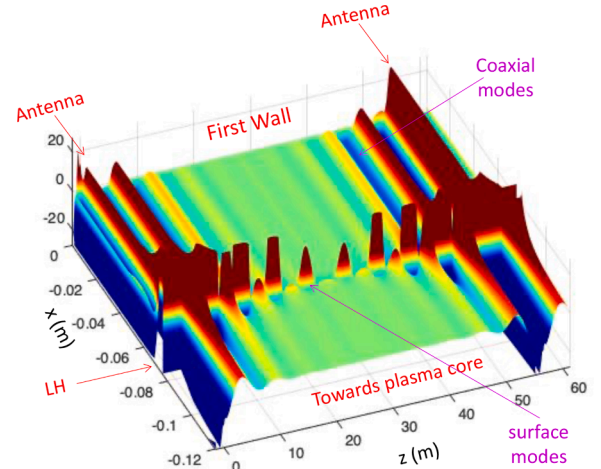 Antenna
Antenna
Coaxial
modes
First Wall
20
0
-20
0
-0.02
-0.04
-0.06
-0.08
-0.1
-0.12
x (m)
LH
Towards plasma core
0
10
20
30
40
50
60
z (m)
surface
modes